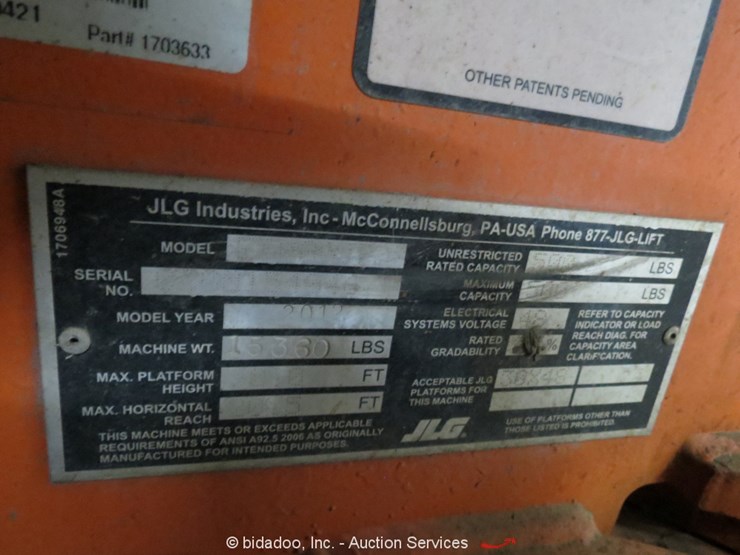 421
Part# 1703633
OTHER PATENTS PENDING
1706948A
JLG Industries, Inc - McConnellsburg, PA-USA Phone 877-JLG-LIFT
MODEL
SERIAL
NO.
MODEL YEAR
MACHINE WT. LBS
MAX. PLATFORM
HEIGHT FT
MAX. HORIZONTAL
REACH FT
THIS MACHINE MEETS OR EXCEEDS APPLICABLE
REQUIREMENTS OF ANSI A92.5 2006 AS ORIGINALLY
MANUFACTURED FOR INTENDED PURPOSES.
UNRESTRICTED
RATED CAPACITY LBS
MAXIMUM
CAPACITY LBS
ELECTRICAL
SYSTEMS VOLTAGE
RATED
GRADABILITY %
REFER TO CAPACITY
INDICATOR OR LOAD
REACH DIAG. FOR
CAPACITY AREA
CLARIFICATION.
ACCEPTABLE JLG
PLATFORMS FOR
THIS MACHINE
JLG®
USE OF PLATFORMS OTHER THAN
THOSE LISTED IS PROHIBITED.
© bidadoo, Inc. - Auction Services